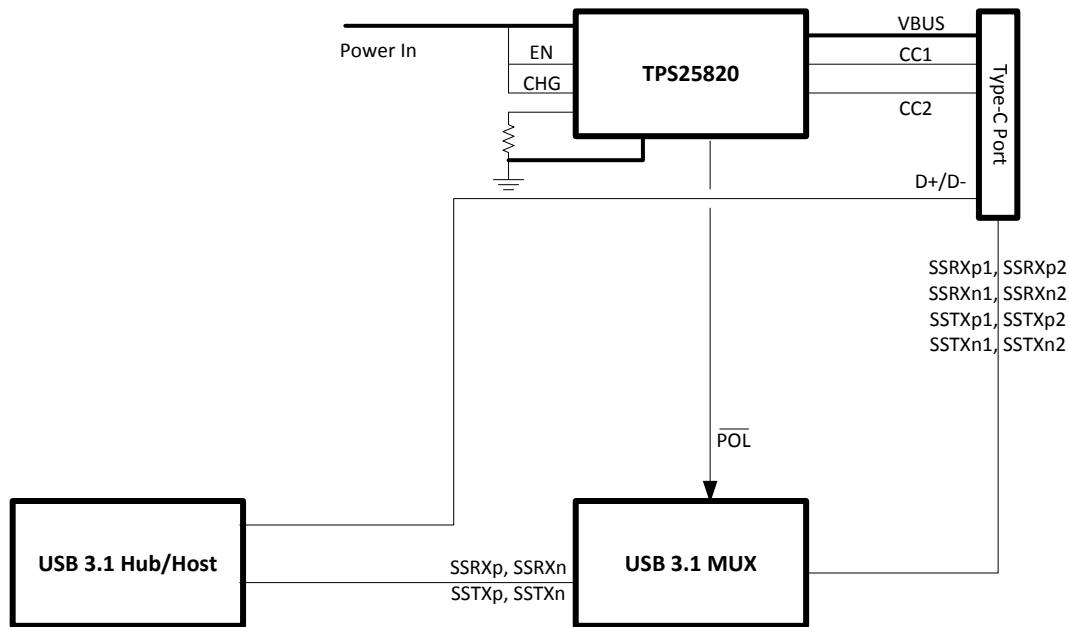 Power In
EN
CHG
TPS25820
VBUS
CC1
CC2
Type-C Port
D+/D-
SSRXp1, SSRXp2
SSRXn1, SSRXn2
SSTXp1, SSTXp2
SSTXn1, SSTXn2
POL
USB 3.1 Hub/Host
SSRXp, SSRXn
SSTXp, SSTXn
USB 3.1 MUX